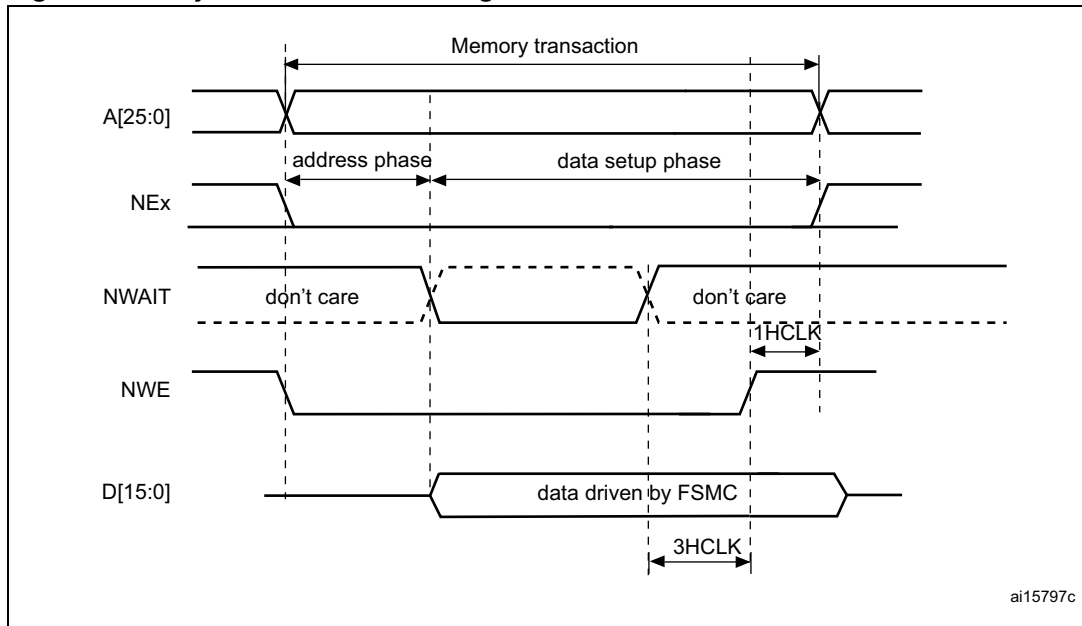 Memory transaction
A[25:0]
address phase
data setup phase
NEx
NWAIT
don't care
don't care
1HCLK
NWE
D[15:0]
data driven by FSMC
3HCLK
ai15797c